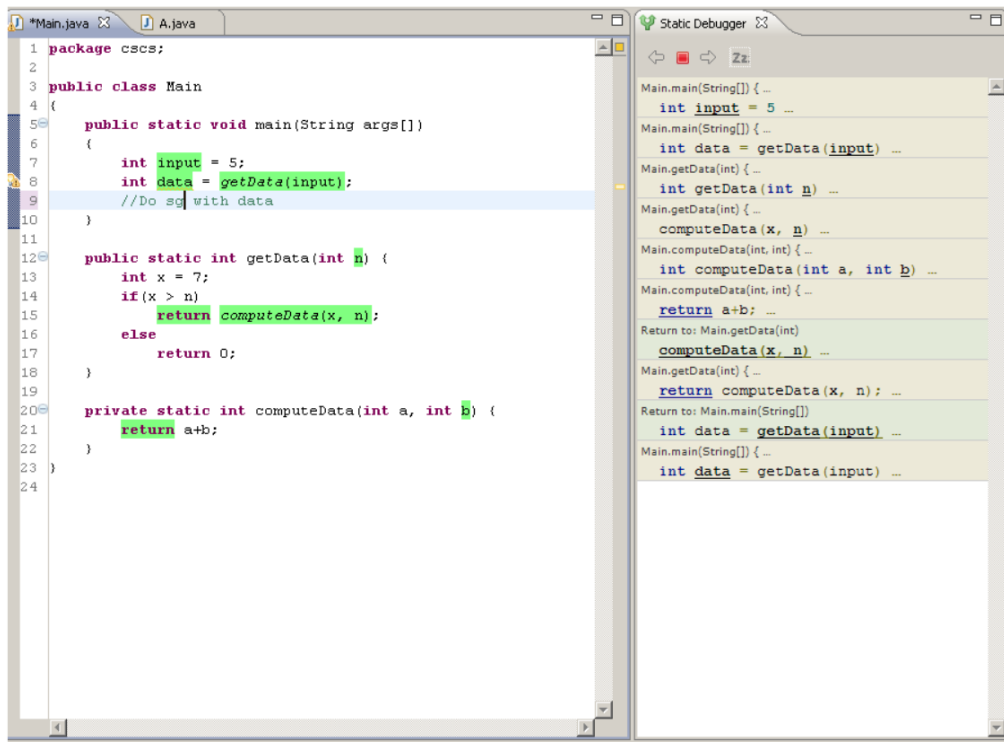 *Main.java
A.java
1 package cscs;
2
3 public class Main
4 {
5 public static void main(String args[])
6 {
7 int input = 5;
8 int data = getData(input);
9 //Do sg with data
10 }
11
12 public static int getData(int n) {
13 int x = 7;
14 if(x > n)
15 return computeData(x, n);
16 else
17 return 0;
18 }
19
20 private static int computeData(int a, int b) {
21 return a+b;
22 }
23 }
24
Static Debugger
Zz
Main.main(String[]) { ...
int input = 5 ...
Main.main(String[]) { ...
int data = getData(input) ...
Main.getData(int) { ...
int getData(int n) ...
Main.getData(int) { ...
computeData(x, n) ...
Main.computeData(int, int) { ...
int computeData(int a, int b) ...
Main.computeData(int, int) { ...
return a+b; ...
Return to: Main.getData(int)
computeData(x, n) ...
Main.getData(int) { ...
return computeData(x, n); ...
Return to: Main.main(String[])
int data = getData(input) ...
Main.main(String[]) { ...
int data = getData(input) ...